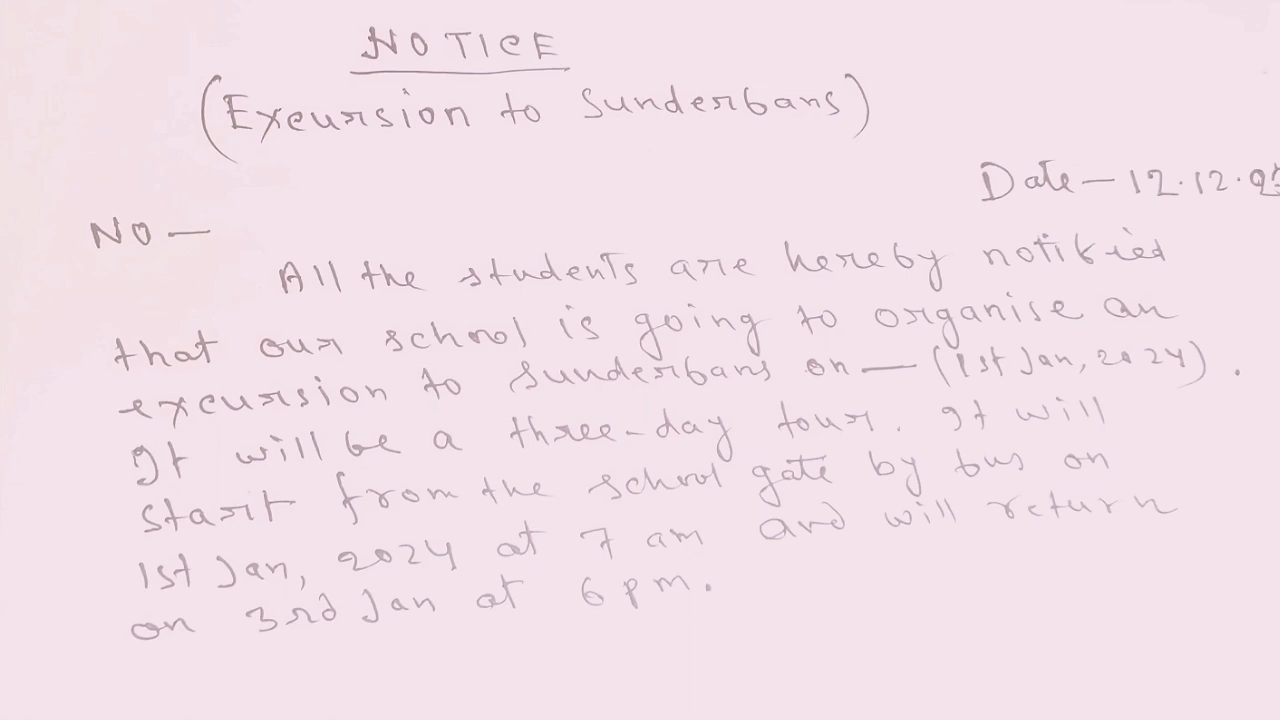 NOTICE
(Excursion to Sunderbans)
Date - 12.12.
NO -
All the students are hereby notified
that our school is going to organise an
excursion to Sunderbans on - (1st Jan, 2024).
It will be a three-day tour. It will
start from the school gate by bus on
1st Jan, 2024 at 7 am and will return
on 3rd Jan at 6 pm.